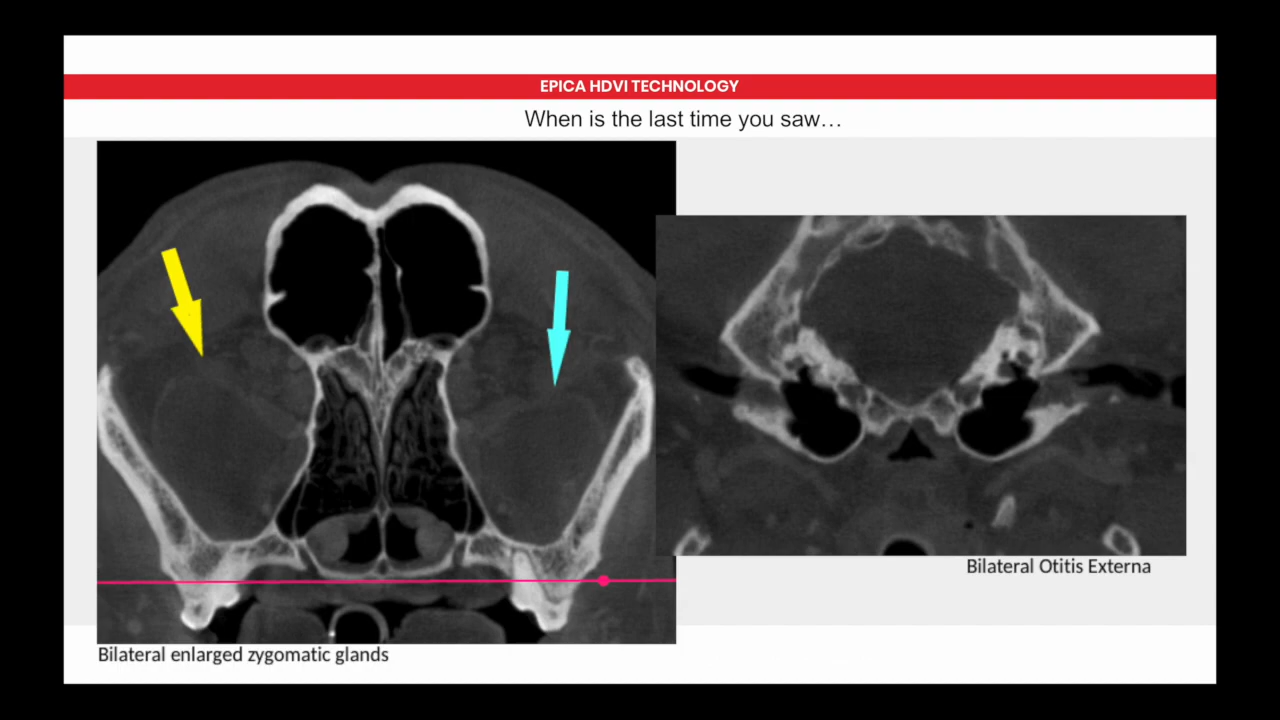 EPICA HDVI TECHNOLOGY
When is the last time you saw…
Bilateral Otitis Externa
Bilateral enlarged zygomatic glands